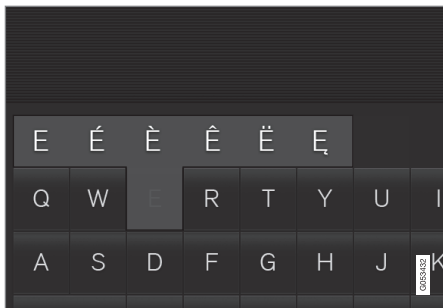 E É È Ê Ë Ę
Q W E R T Y U I
A S D F G H J K
G053432